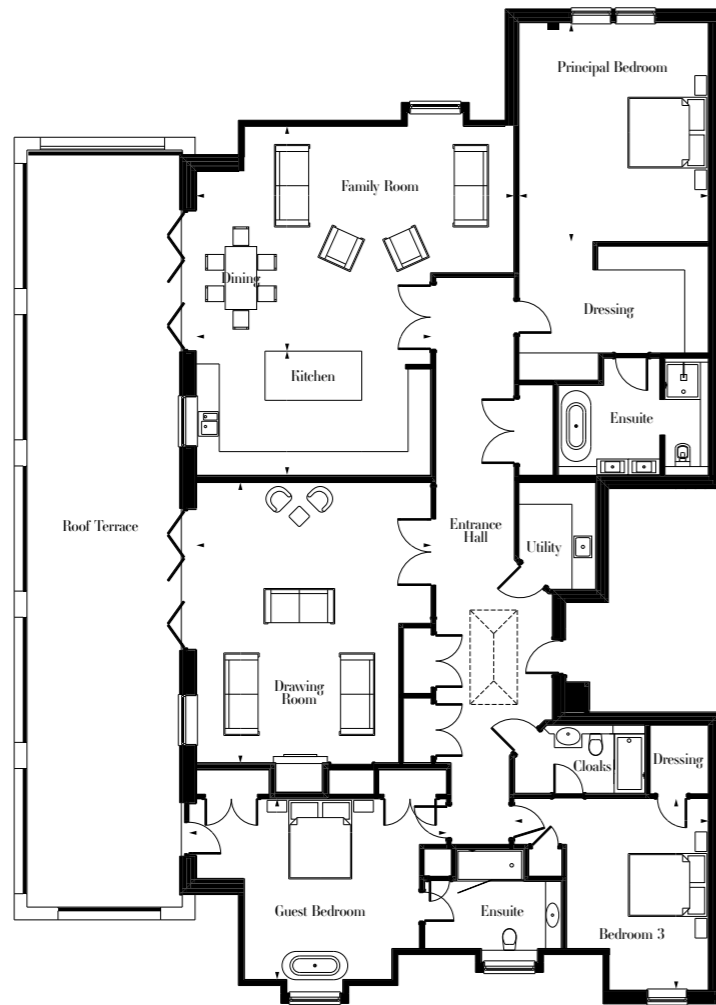 Principal Bedroom
Family Room
Dining
Dressing
Kitchen
Ensuite
Roof Terrace
Entrance
Hall
Utility
Drawing
Room
Cloaks
Dressing
Guest Bedroom
Ensuite
Bedroom 3